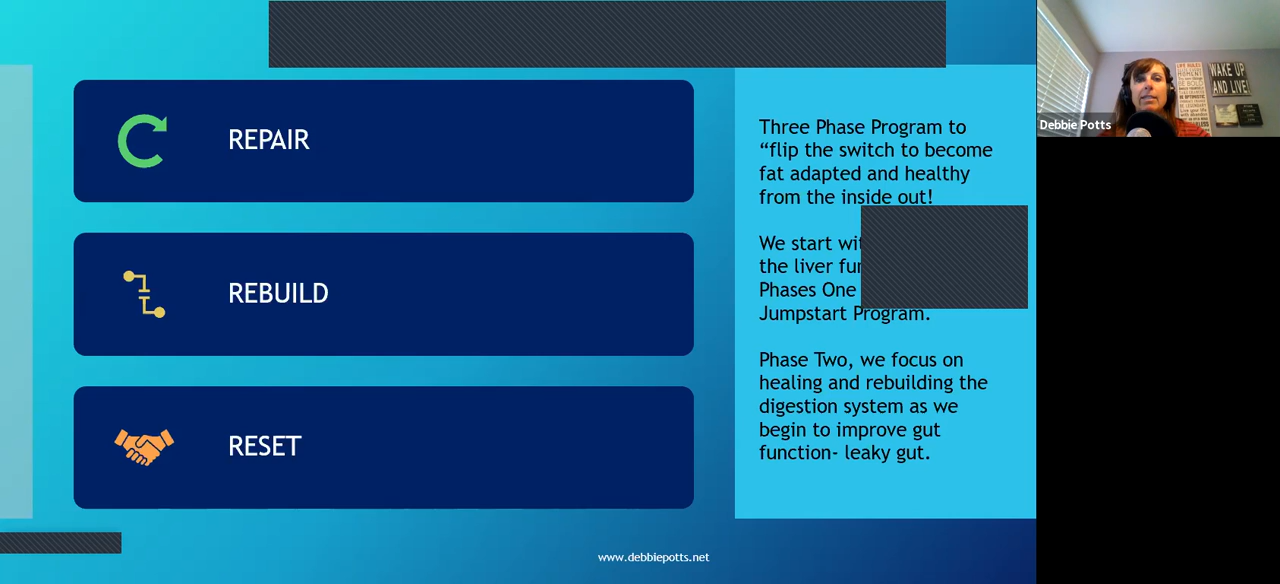 REPAIR
REBUILD
RESET
Three Phase Program to
“flip the switch to become
fat adapted and healthy
from the inside out!
We start
the liver
Phases One
Jumpstart Program.
Phase Two, we focus on
healing and rebuilding the
digestion system as we
begin to improve gut
function- leaky gut.
www.debbiepotts.net
Debbie Potts
WAKE UP
AND LIVE!